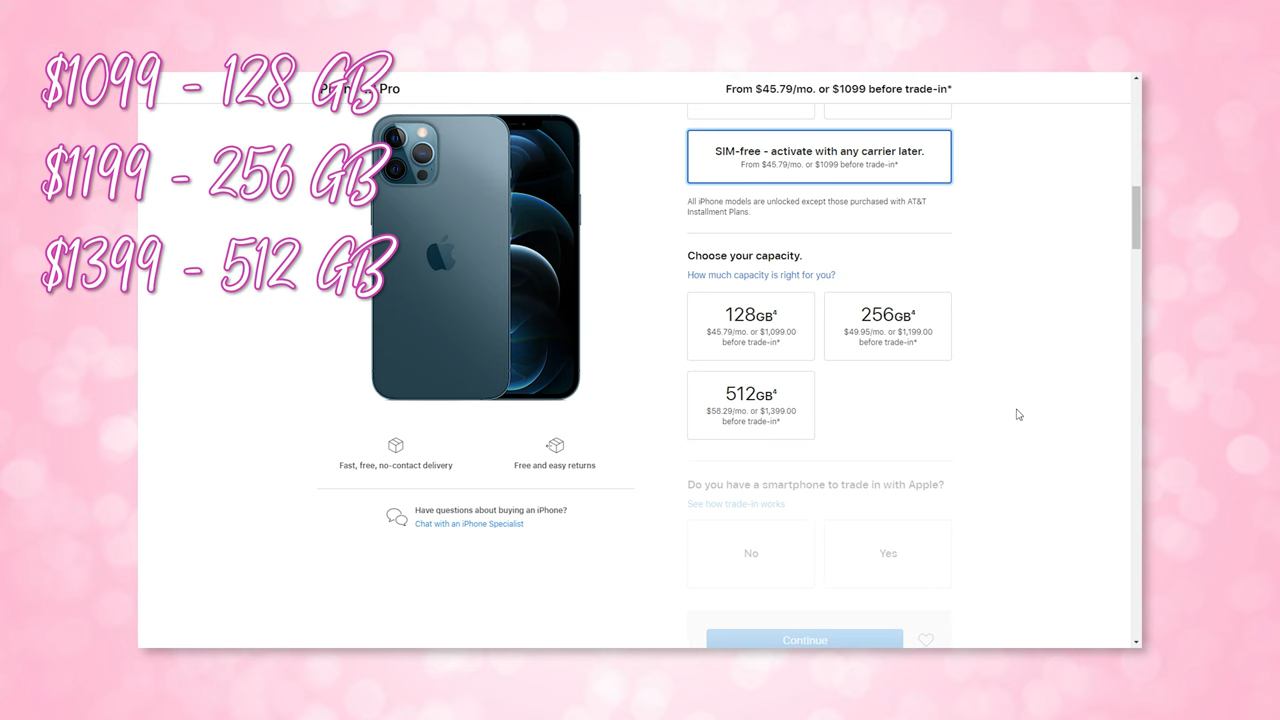 $1099 - 128 GB
$1199 - 256 GB
$1399 - 512 GB
Pro
From $45.79/mo. or $1099 before trade-in*
SIM-free - activate with any carrier later.
From $45.79/mo. or $1099 before trade-in*
All iPhone models are unlocked except those purchased with AT&T
Installment Plans.
Choose your capacity.
How much capacity is right for you?
128GB⁴
$45.79/mo. or $1,099.00
before trade-in*
256GB⁴
$49.95/mo. or $1,199.00
before trade-in*
512GB⁴
$58.29/mo. or $1,399.00
before trade-in*
Fast, free, no-contact delivery
Free and easy returns
Have questions about buying an iPhone?
Chat with an iPhone Specialist
Do you have a smartphone to trade in with Apple?
See how trade-in works
No
Yes
Continue